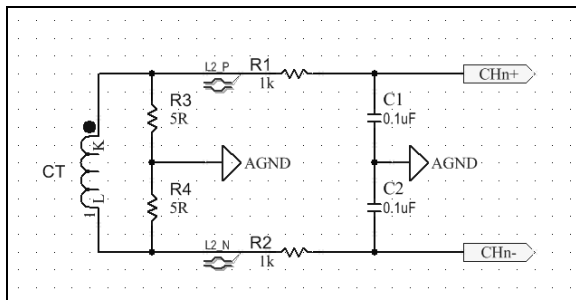 L2_P
R1
1k
CHn+
R3
5R
C1
0.1uF
K
CT
AGND
AGND
R4
5R
C2
0.1uF
L
1
L2_N
R2
1k
CHn-